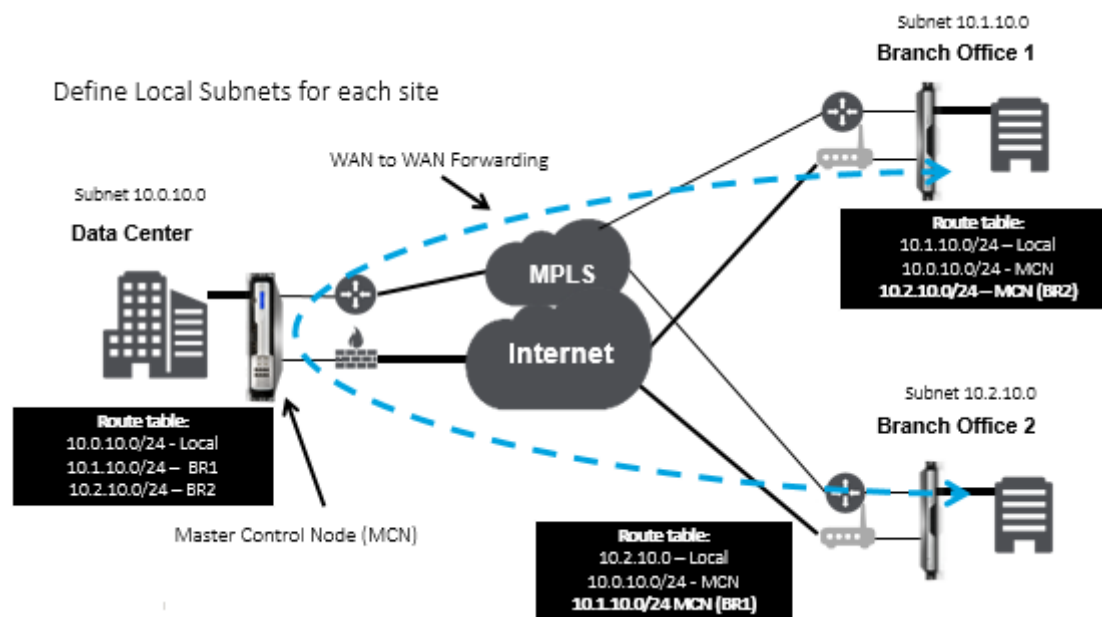 Define Local Subnets for each site
WAN to WAN Forwarding
Subnet 10.0.10.0
Data Center
Route table:
10.0.10.0/24 - Local
10.1.10.0/24 – BR1
10.2.10.0/24 – BR2
Master Control Node (MCN)
MPLS
Internet
Subnet 10.1.10.0
Branch Office 1
Route table:
10.1.10.0/24 – Local
10.0.10.0/24 - MCN
10.2.10.0/24 – MCN (BR2)
Subnet 10.2.10.0
Branch Office 2
Route table:
10.2.10.0 – Local
10.0.10.0/24 - MCN
10.1.10.0/24 MCN (BR1)